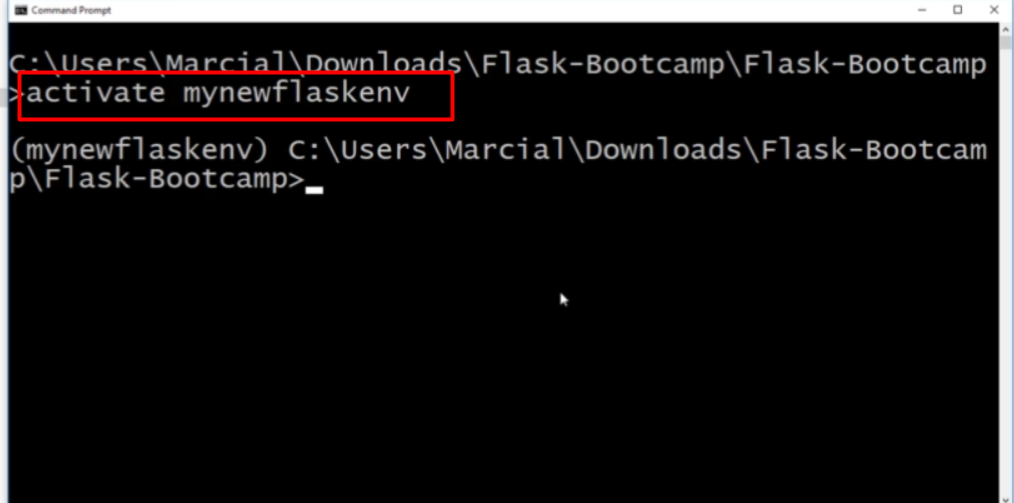 Command Prompt
C:\Users\Marcial\Downloads\Flask-Bootcamp\Flask-Bootcamp
>activate mynewflaskenv
(mynewflaskenv) C:\Users\Marcial\Downloads\Flask-Bootcam
p\Flask-Bootcamp>